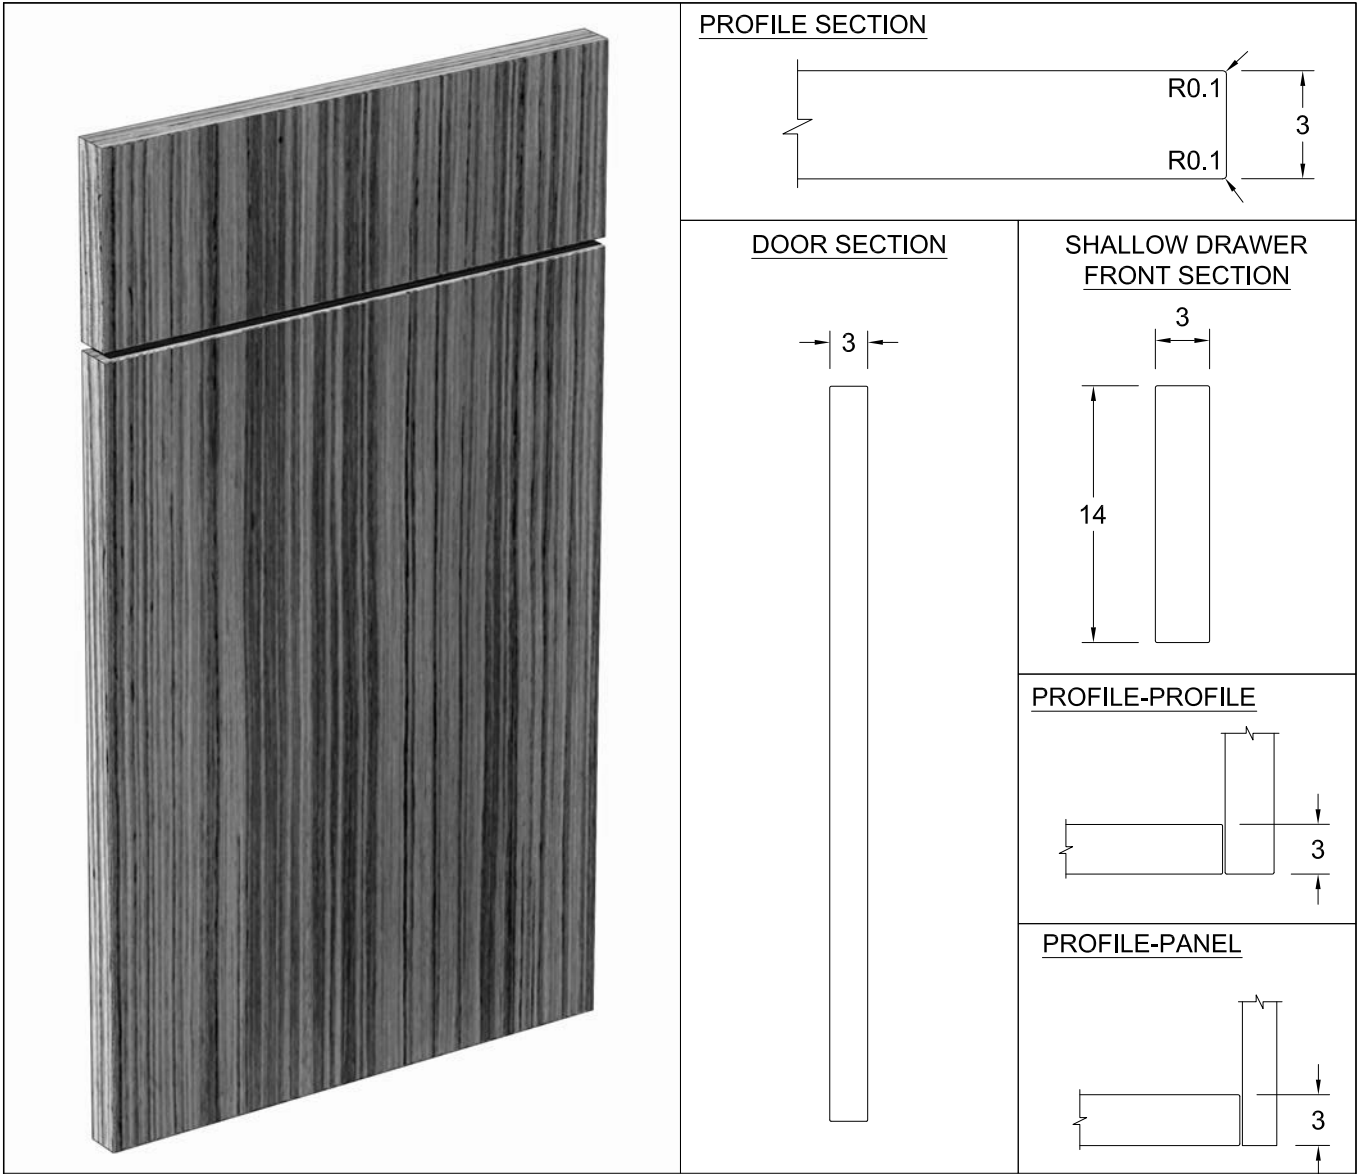 PROFILE SECTION
R0.1
3
R0.1
DOOR SECTION
3
SHALLOW DRAWER
FRONT SECTION
3
14
PROFILE-PROFILE
3
PROFILE-PANEL
3